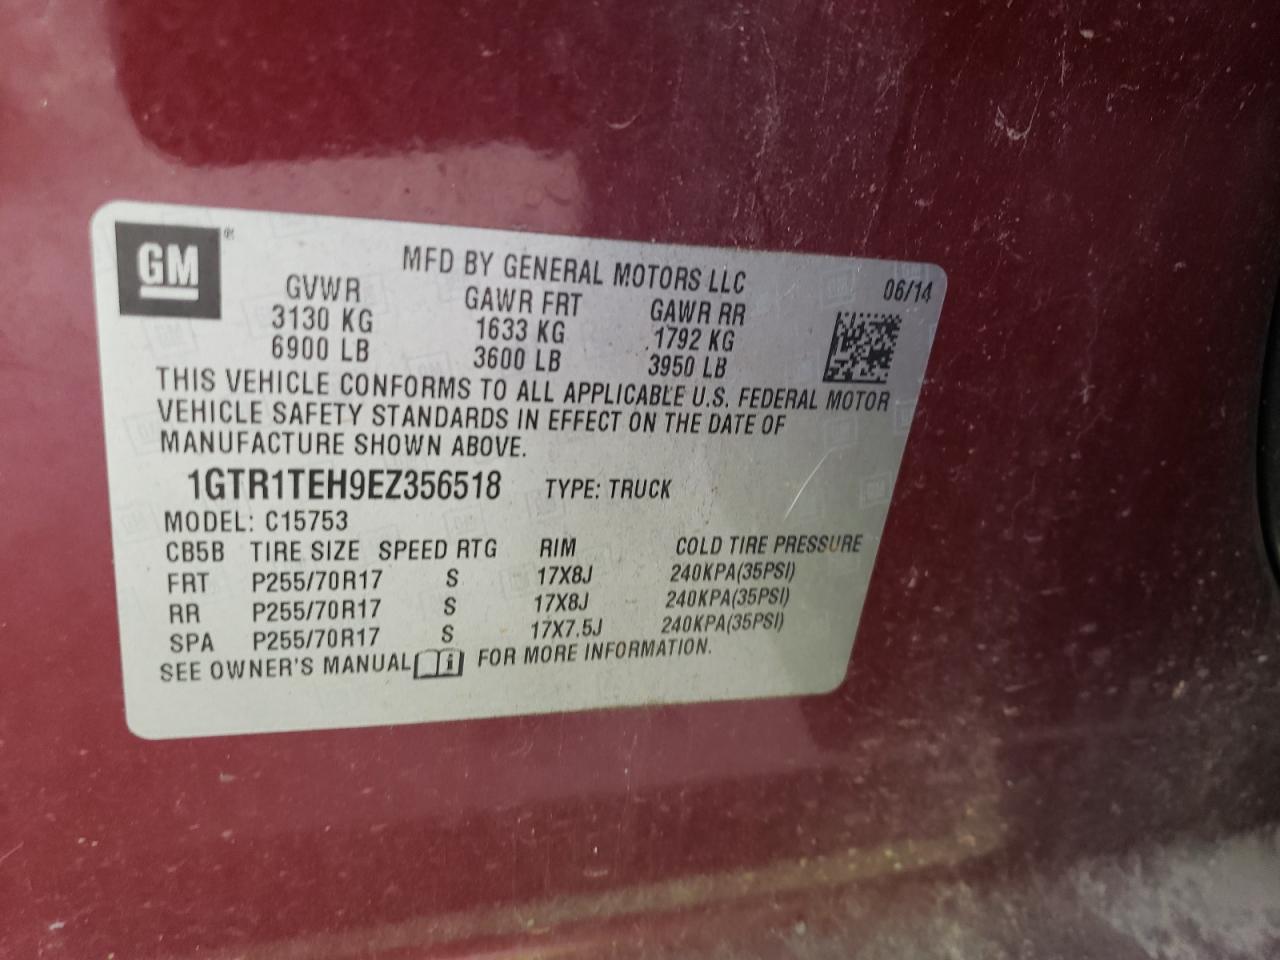 GM ®
MFD BY GENERAL MOTORS LLC
06/14
GVWR GAWR FRT GAWR RR
3130 KG 1633 KG 1792 KG
6900 LB 3600 LB 3950 LB
THIS VEHICLE CONFORMS TO ALL APPLICABLE U.S. FEDERAL MOTOR
VEHICLE SAFETY STANDARDS IN EFFECT ON THE DATE OF
MANUFACTURE SHOWN ABOVE.
1GTR1TEH9EZ356518 TYPE: TRUCK
MODEL: C15753
CB5B TIRE SIZE SPEED RTG RIM COLD TIRE PRESSURE
FRT P255/70R17 S 17X8J 240KPA(35PSI)
RR P255/70R17 S 17X8J 240KPA(35PSI)
SPA P255/70R17 S 17X7.5J 240KPA(35PSI)
SEE OWNER'S MANUAL i FOR MORE INFORMATION.